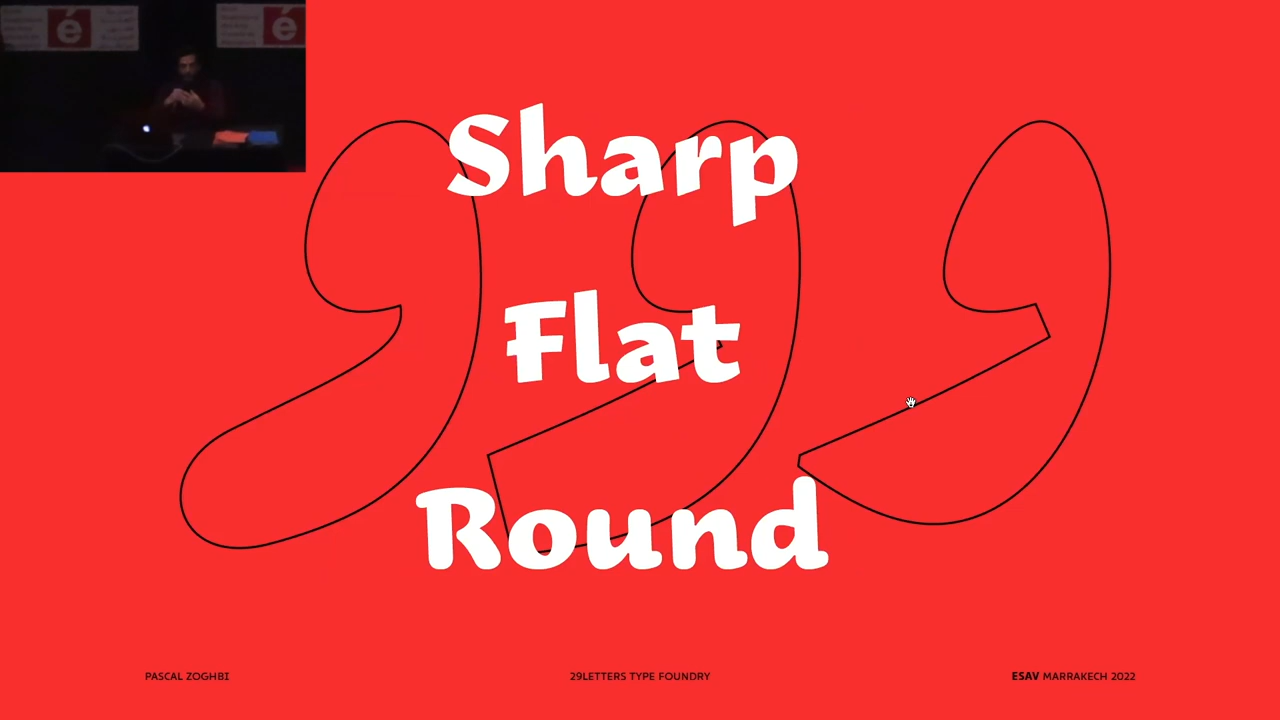 é
é
Sharp
Flat
Round
و و و
PASCAL ZOGHBI
29LETTERS TYPE FOUNDRY
ESAV MARRAKECH 2022